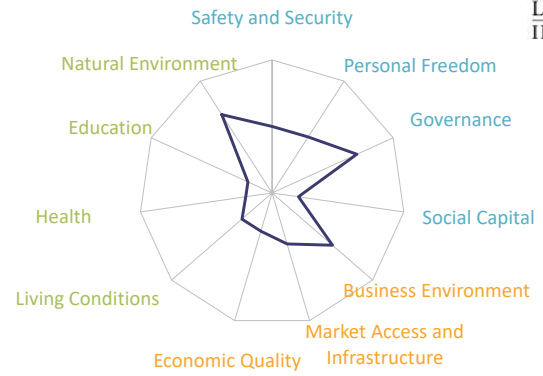 Safety and Security
Natural Environment
Personal Freedom
Education
Governance
Health
Social Capital
Living Conditions
Business Environment
Market Access and
Infrastructure
Economic Quality